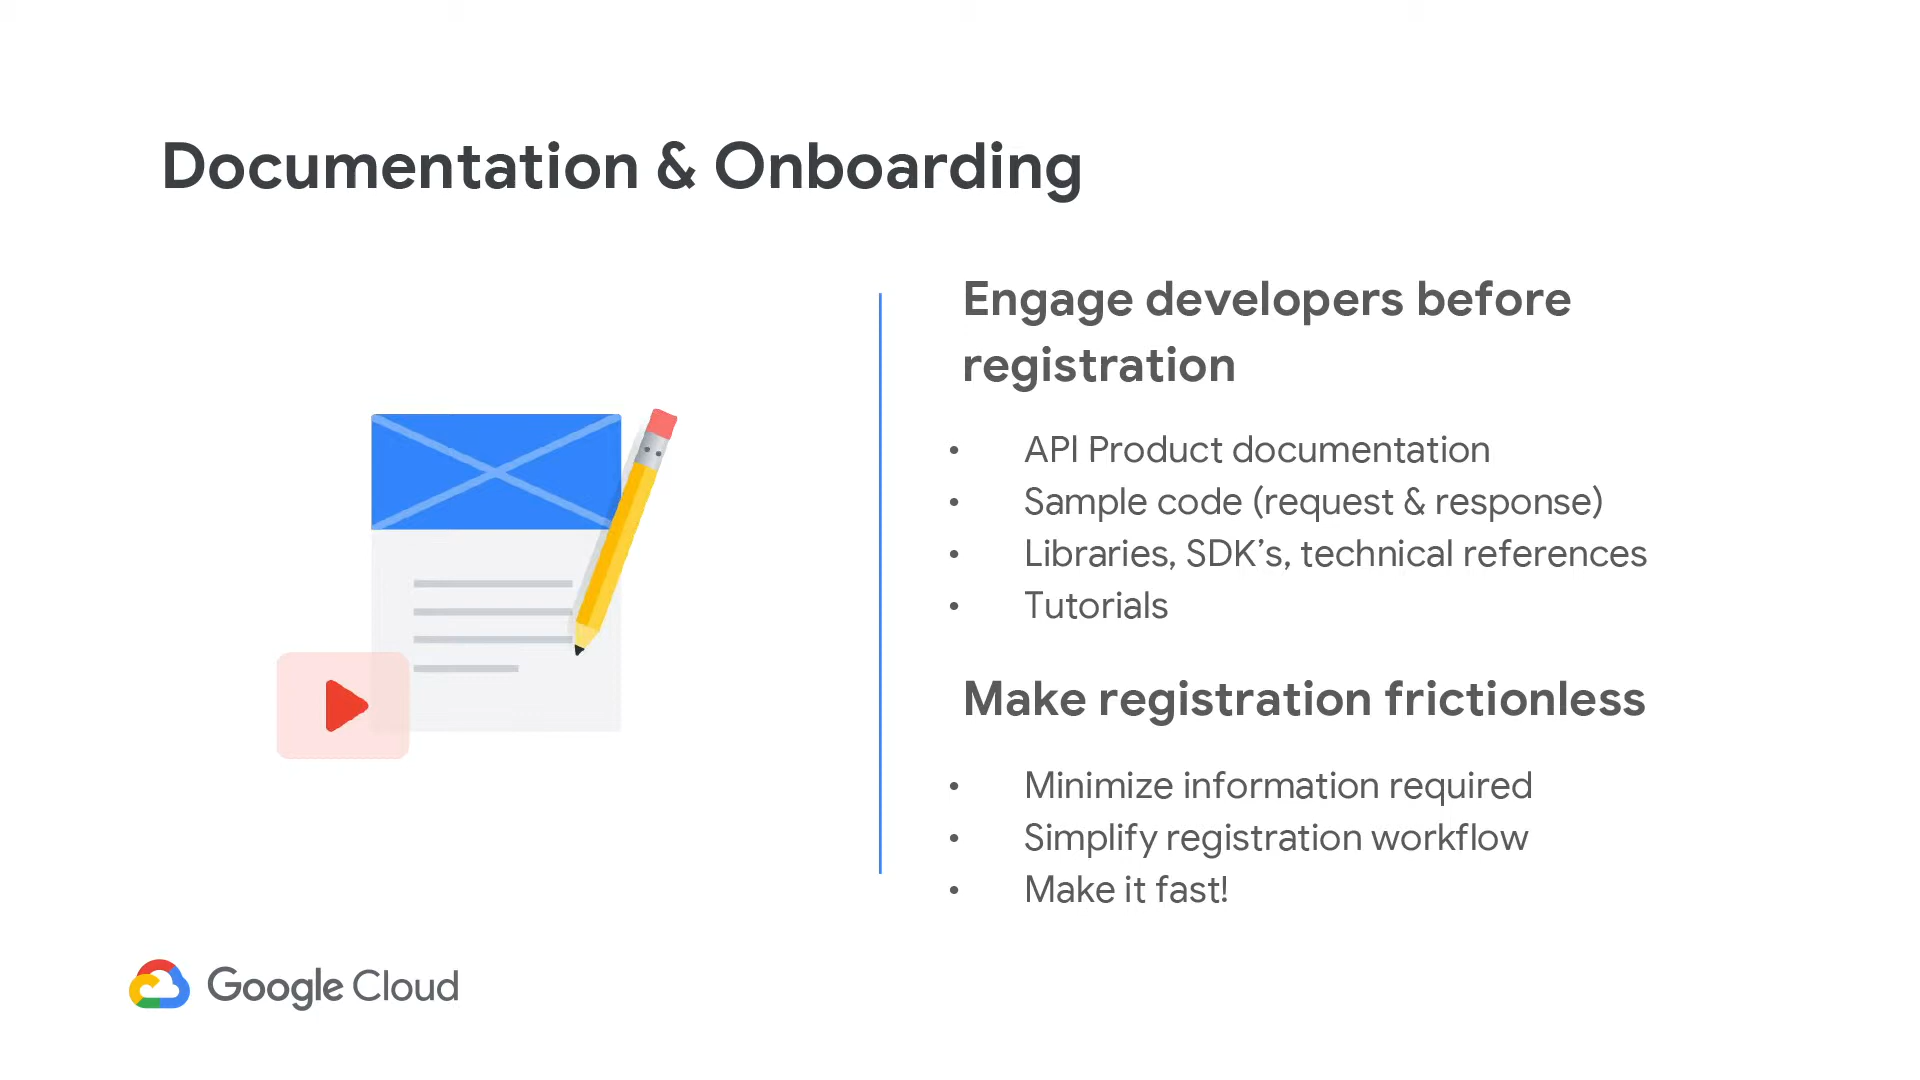 Documentation & Onboarding
Engage developers before
registration
• API Product documentation
• Sample code (request & response)
• Libraries, SDK’s, technical references
• Tutorials
Make registration frictionless
• Minimize information required
• Simplify registration workflow
• Make it fast!
Google Cloud